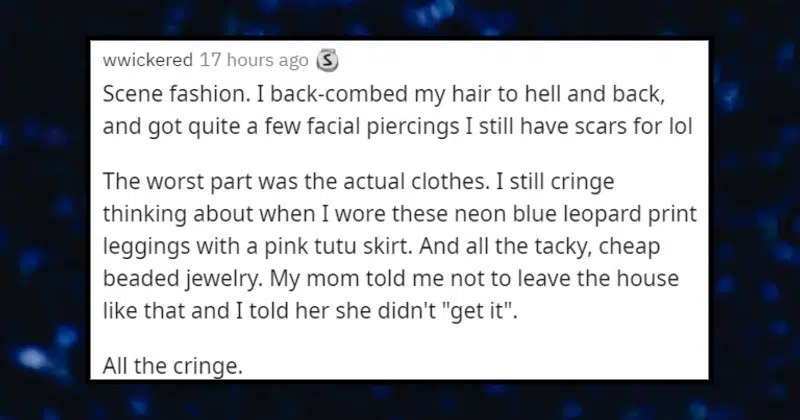 wwickered 17 hours ago S
Scene fashion. I back-combed my hair to hell and back,
and got quite a few facial piercings I still have scars for lol
The worst part was the actual clothes. I still cringe
thinking about when I wore these neon blue leopard print
leggings with a pink tutu skirt. And all the tacky, cheap
beaded jewelry. My mom told me not to leave the house
like that and I told her she didn't "get it".
All the cringe.